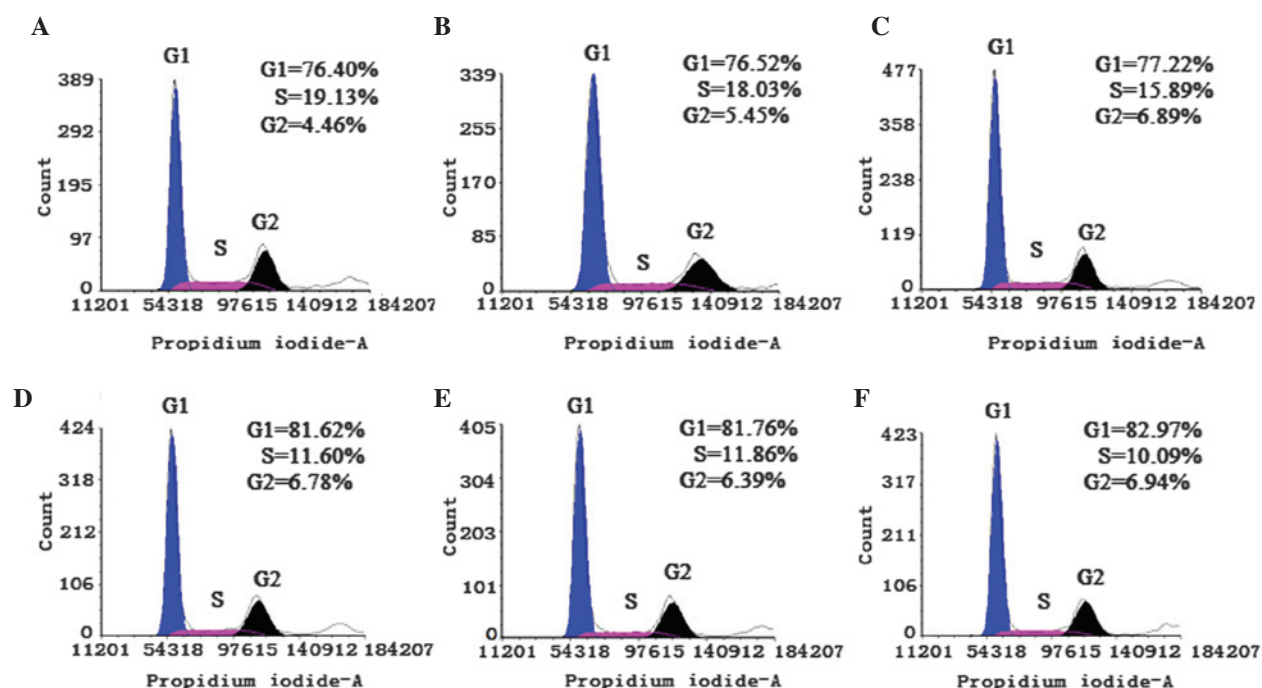 A
G1
G1=76.40%
S=19.13%
G2=4.46%
389
292
195
97
0
Count
S
G2
11201 54318 97615 140912 184207
Propidium iodide-A
B
G1
G1=76.52%
S=18.03%
G2=5.45%
339
255
170
85
0
Count
S
G2
11201 54318 97615 140912 184207
Propidium iodide-A
C
G1
G1=77.22%
S=15.89%
G2=6.89%
477
358
238
119
0
Count
S
G2
11201 54318 97615 140912 184207
Propidium iodide-A
D
G1
G1=81.62%
S=11.60%
G2=6.78%
424
318
212
106
0
Count
S
G2
11201 54318 97615 140912 184207
Propidium iodide-A
E
G1
G1=81.76%
S=11.86%
G2=6.39%
405
304
203
101
0
Count
S
G2
11201 54318 97615 140912 184207
Propidium iodide-A
F
G1
G1=82.97%
S=10.09%
G2=6.94%
423
317
211
106
0
Count
S
G2
11201 54318 97615 140912 184207
Propidium iodide-A